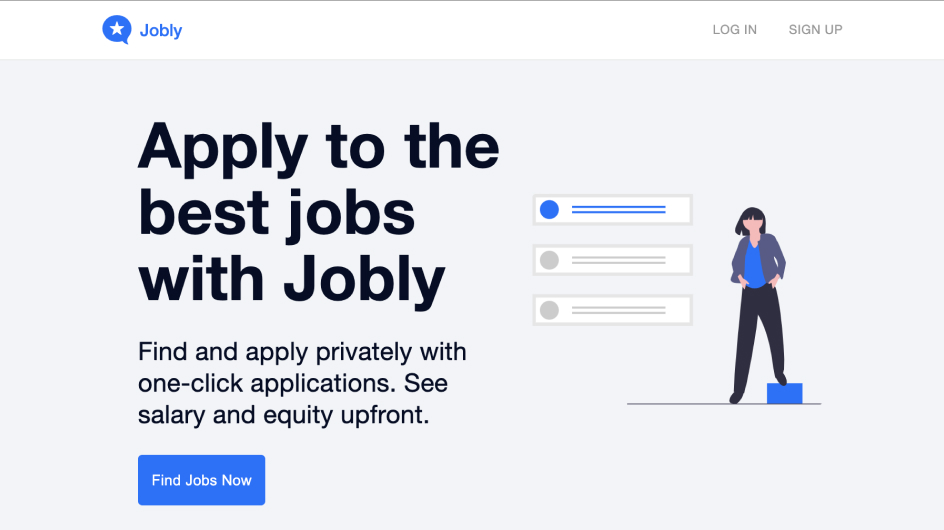 Jobly
LOG IN
SIGN UP
Apply to the
best jobs
with Jobly
Find and apply privately with
one-click applications. See
salary and equity upfront.
Find Jobs Now